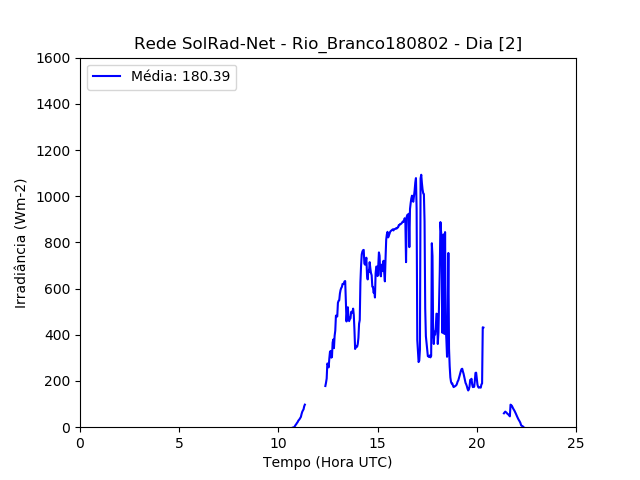 Rede SolRad-Net - Rio_Branco180802 - Dia [2]
Média: 180.39
Irradiância (Wm-2)
1600
1400
1200
1000
800
600
400
200
0
0 5 10 15 20 25
Tempo (Hora UTC)